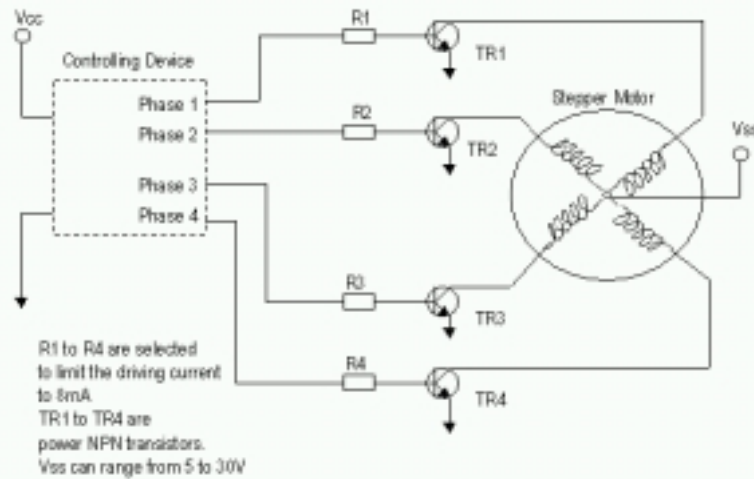 Vcc
Controlling Device
Phase 1
Phase 2
Phase 3
Phase 4
R1
TR1
R2
TR2
R3
TR3
R4
TR4
Stepper Motor
Vss
R1 to R4 are selected
to limit the driving current
to 8mA
TR1 to TR4 are
power NPN transistors.
Vss can range from 5 to 30V